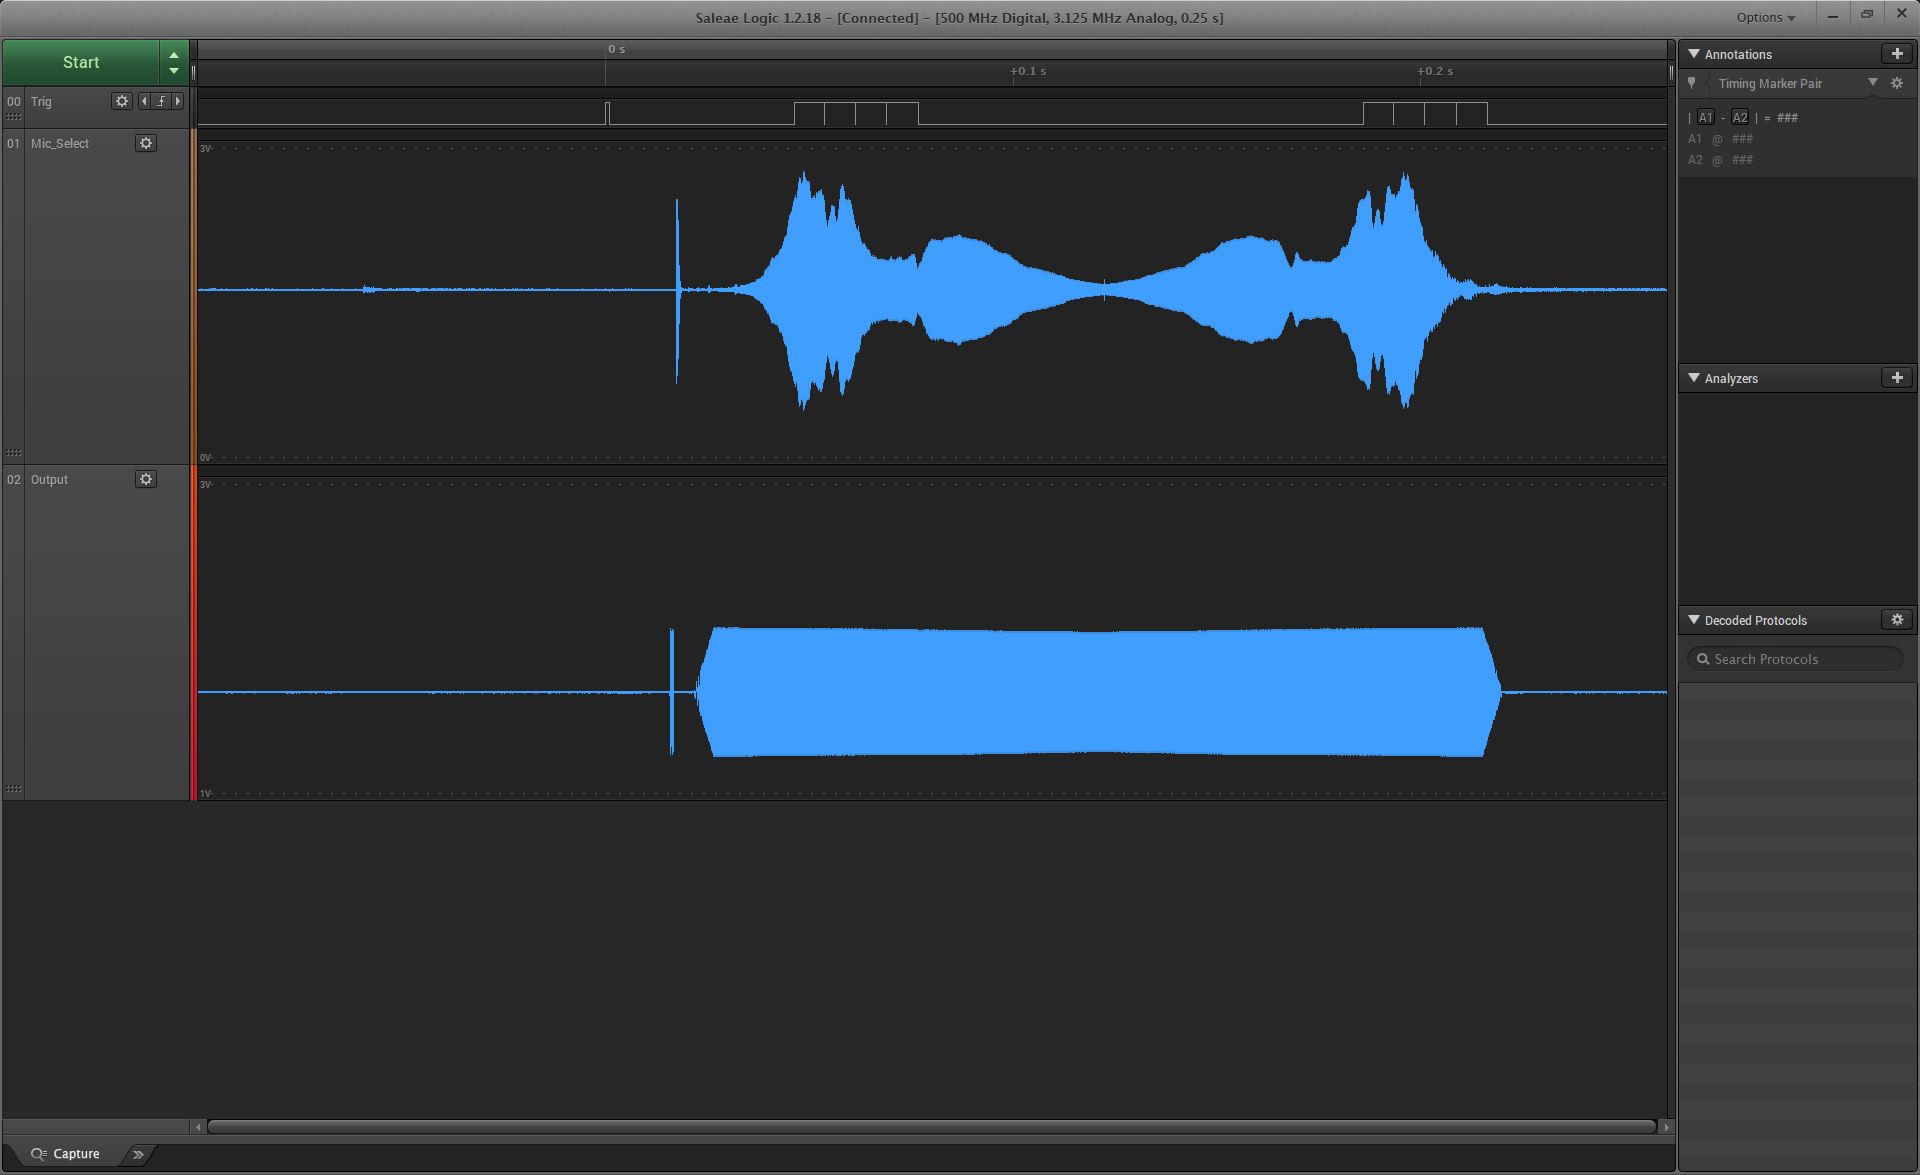 Saleae Logic 1.2.18 - [Connected] - [500 MHz Digital, 3.125 MHz Analog, 0.25 s]
Options
Start
0 s
+0.1 s
+0.2 s
00 Trig
01 Mic_Select
3V
0V
02 Output
3V
1V
Annotations
Timing Marker Pair
| A1 - A2 | = ###
A1 @ ###
A2 @ ###
Analyzers
Decoded Protocols
Search Protocols
Capture